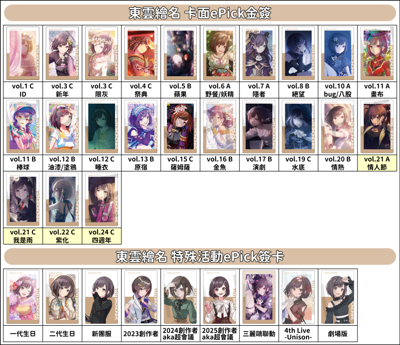 東雲繪名 卡面ePick金簽
vol.1 C vol.3 C vol.3 C vol.4 C vol.5 B vol.6 A vol.7 A vol.8 B vol.10 A vol.11 A
ID 新年 限灰 祭典 蘋果 野餐/妖精 隱者 絕望 bug/八股 畫布
vol.11 B vol.12 B vol.12 C vol.13 B vol.15 C vol.16 B vol.17 B vol.19 C vol.20 B vol.21 A
棒球 油漆/塗鴉 睡衣 原宿 薩姆羅 金魚 演劇 水底 情熱 情人節
vol.21 C vol.22 C vol.24 C
我是雨 紫化 四週年
東雲繪名 特殊活動ePick簽卡
一代生日 二代生日 新團服 2023創作者 2024創作者 2025創作者 三麗鷗聯動 4th Live 劇場版
aka超會議 aka超會議 -Unison-